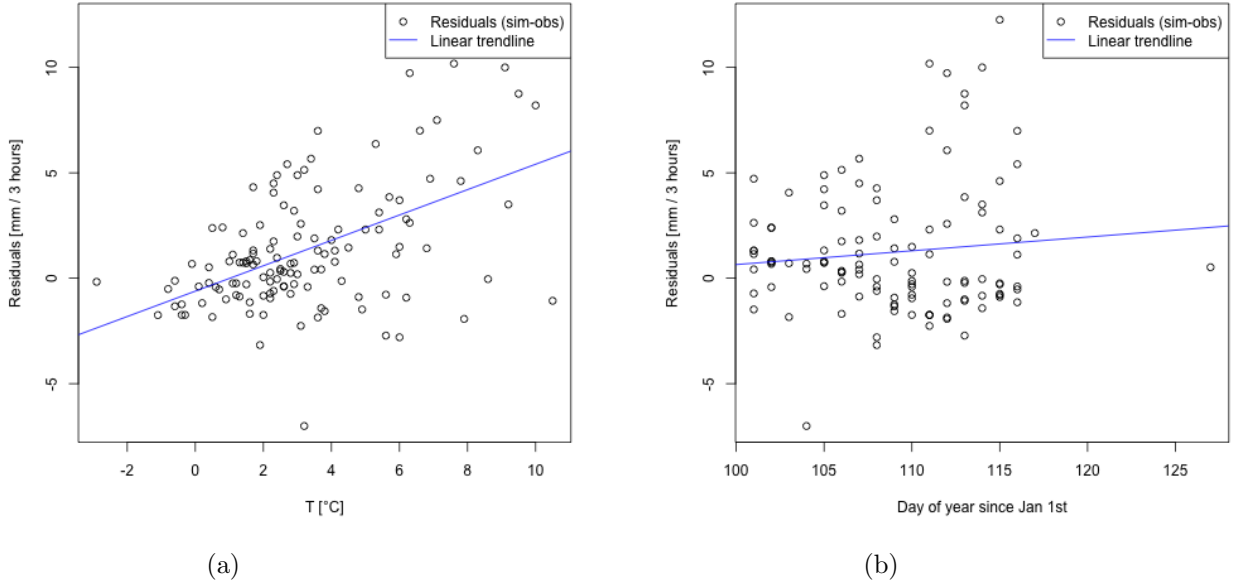 Residuals (sim-obs)
Linear trendline
10
5
0
-5
Residuals [mm / 3 hours]
-2
0
2
4
6
8
10
T [°C]
(a)
Residuals (sim-obs)
Linear trendline
10
5
0
-5
Residuals [mm / 3 hours]
100
105
110
115
120
125
Day of year since Jan 1st
(b)